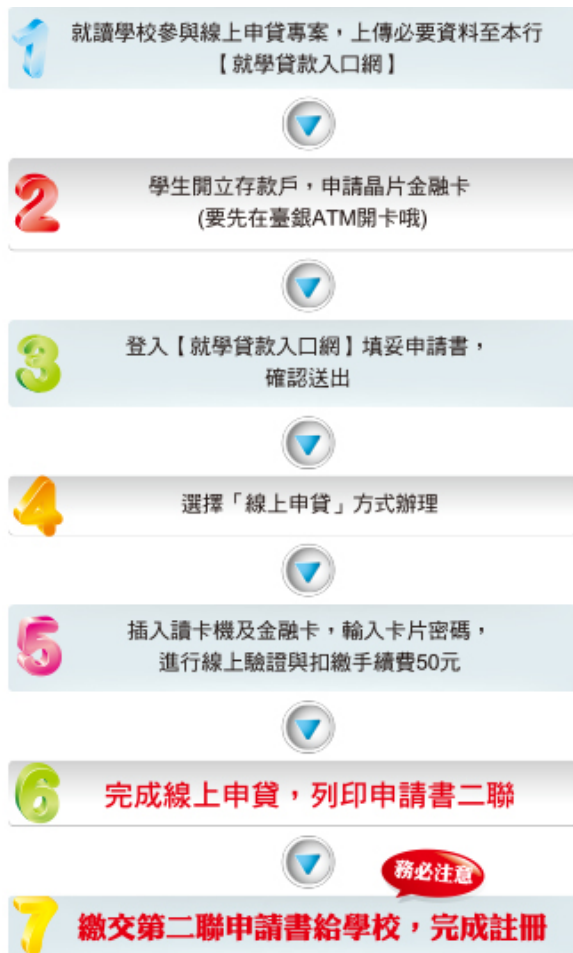 1
就讀學校參與線上申貸專案，上傳必要資料至本行
【就學貸款入口網】
2
學生開立存款戶，申請晶片金融卡
(要先在臺銀ATM開卡哦)
3
登入【就學貸款入口網】填妥申請書，
確認送出
4
選擇「線上申貸」方式辦理
5
插入讀卡機及金融卡，輸入卡片密碼，
進行線上驗證與扣繳手續費50元
6
完成線上申貸，列印申請書二聯
務必注意
7
繳交第二聯申請書給學校，完成註冊